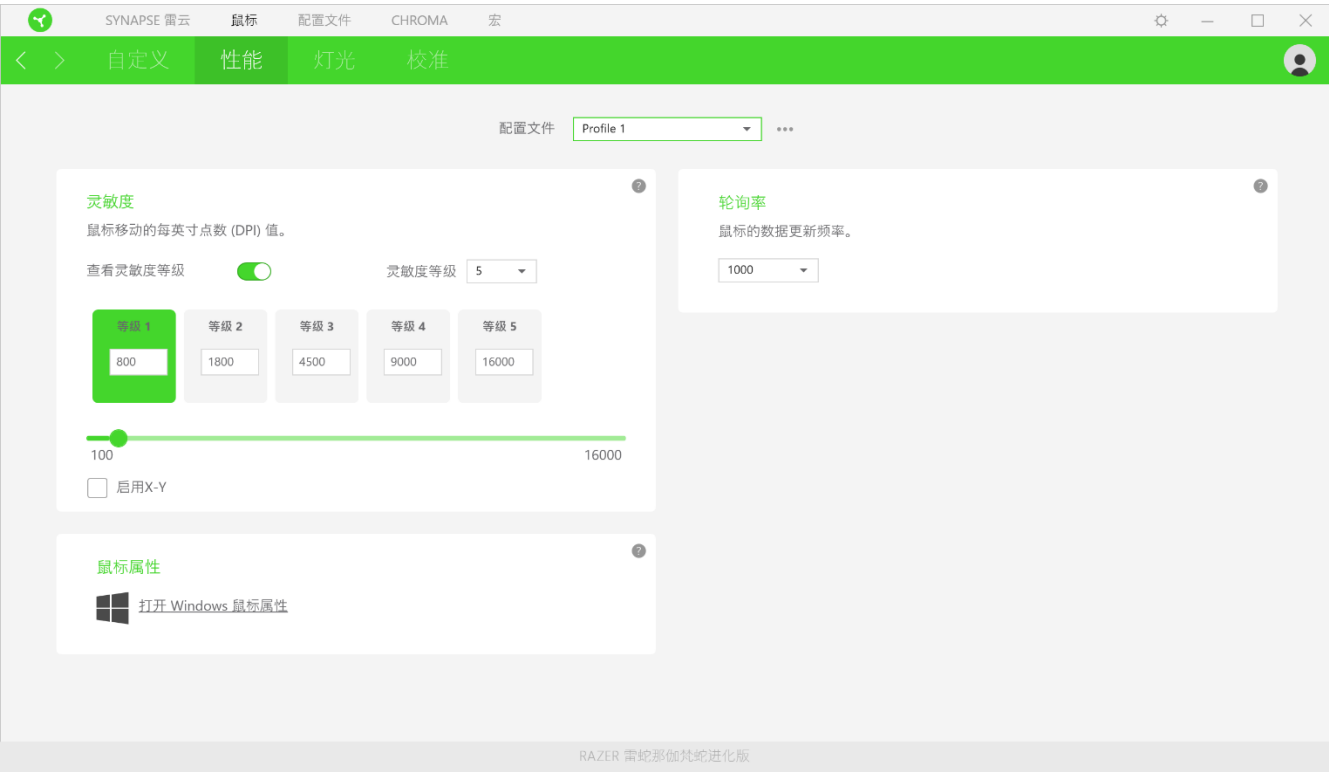 SYNAPSE 雷云 鼠标 配置文件 CHROMA 宏
自定义 性能 灯光 校准
配置文件 Profile 1
灵敏度
鼠标移动的每英寸点数 (DPI) 值。
查看灵敏度等级 灵敏度等级 5
等级 1 等级 2 等级 3 等级 4 等级 5
800 1800 4500 9000 16000
100 16000
启用X-Y
轮询率
鼠标的数据更新频率。
1000
鼠标属性
打开 Windows 鼠标属性
RAZER 雷蛇那伽梵蛇进化版